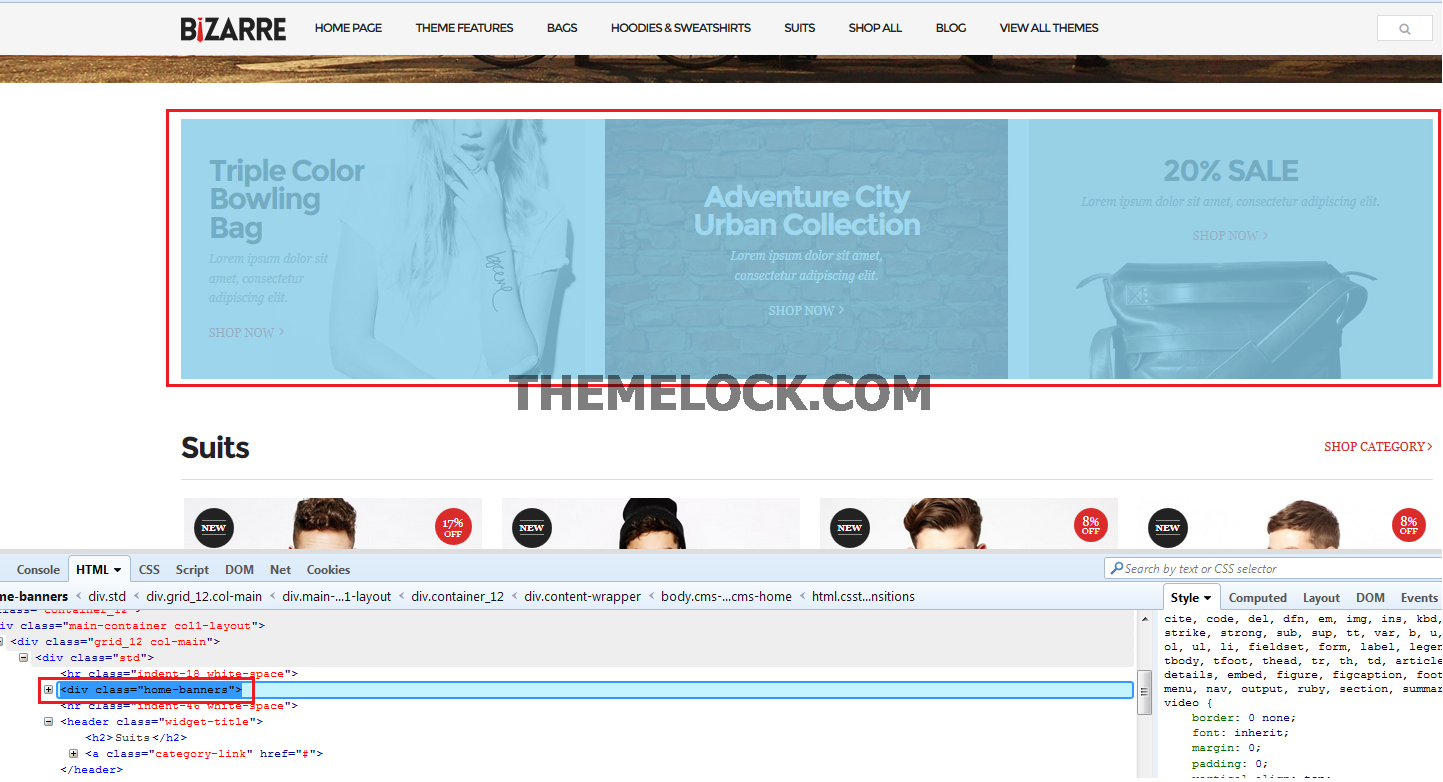 BiZARRE HOME PAGE THEME FEATURES BAGS HOODIES & SWEATSHIRTS SUITS SHOP ALL BLOG VIEW ALL THEMES
Triple Color
Bowling
Bag
Lorem ipsum dolor sit
amet, consectetur
adipiscing elit.
SHOP NOW >
Adventure City
Urban Collection
Lorem ipsum dolor sit amet,
consectetur adipiscing elit.
SHOP NOW >
20% SALE
Lorem ipsum dolor sit amet, consectetur adipiscing elit.
SHOP NOW >
THEMELOCK.COM
Suits SHOP CATEGORY >
NEW 17% OFF NEW NEW 8% OFF NEW 8% OFF
Console HTML CSS Script DOM Net Cookies Search by text or CSS selector
me-banners < div.std < div.grid_12.col-main < div.main-...1-layout < div.container_12 < div.content-wrapper < body.cms-...cms-home < html.csst...nsitions
Style Computed Layout DOM Events
class="container_12">
iv class="main-container col1-layout">
<div class="grid_12 col-main">
<div class="std">
<hr class="indent-18 white-space">
<div class="home-banners">
<hr class="indent-46 white-space">
<header class="widget-title">
<h2>Suits</h2>
<a class="category-link" href="#">
</header>
cite, code, del, dfn, em, img, ins, kbd,
strike, strong, sub, sup, tt, var, b, u,
ol, ul, li, fieldset, form, label, legen
tbody, tfoot, thead, tr, th, td, article
details, embed, figure, figcaption, foot
menu, nav, output, ruby, section, summar
video {
border: 0 none;
font: inherit;
margin: 0;
padding: 0;
vertical-align: top;